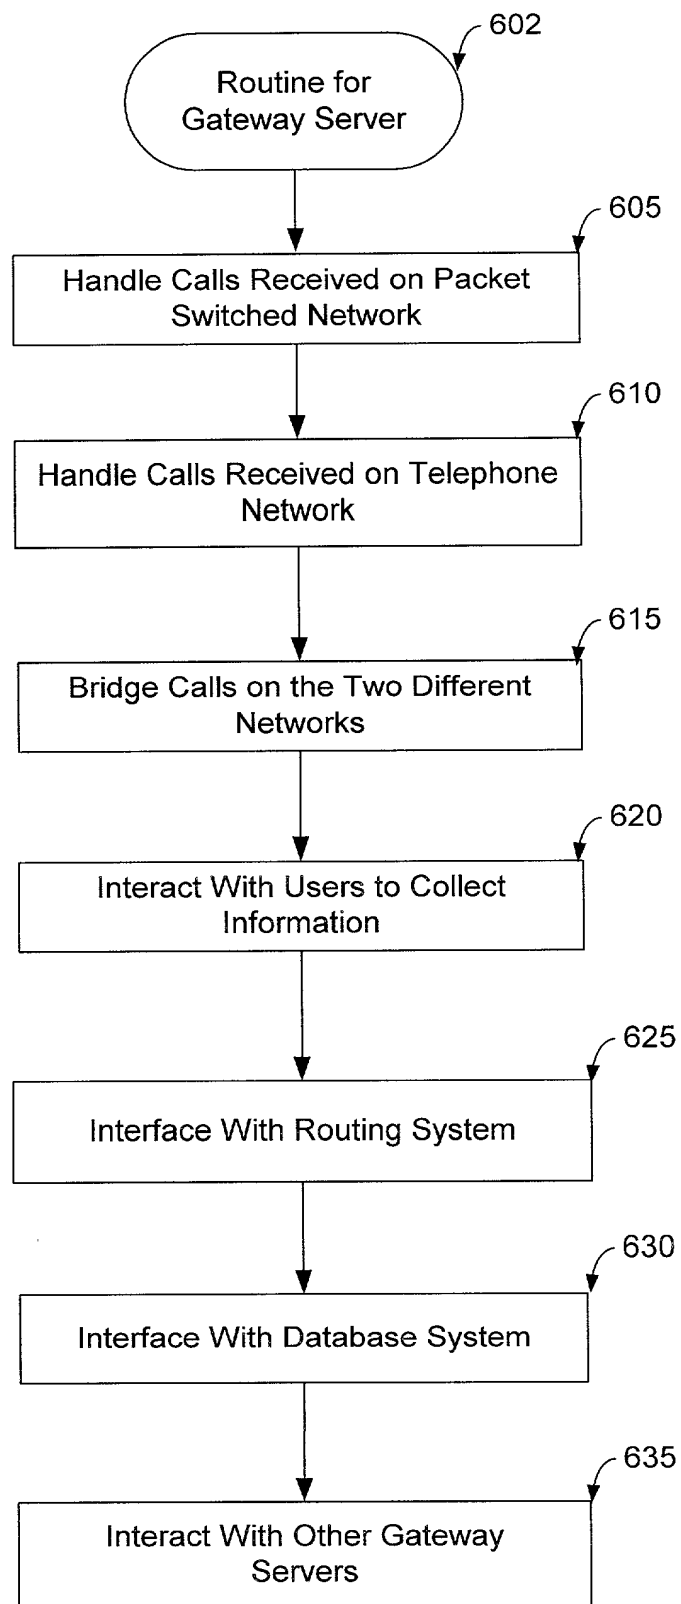 602
Routine for
Gateway Server
605
Handle Calls Received on Packet
Switched Network
610
Handle Calls Received on Telephone
Network
615
Bridge Calls on the Two Different
Networks
620
Interact With Users to Collect
Information
625
Interface With Routing System
630
Interface With Database System
635
Interact With Other Gateway
Servers